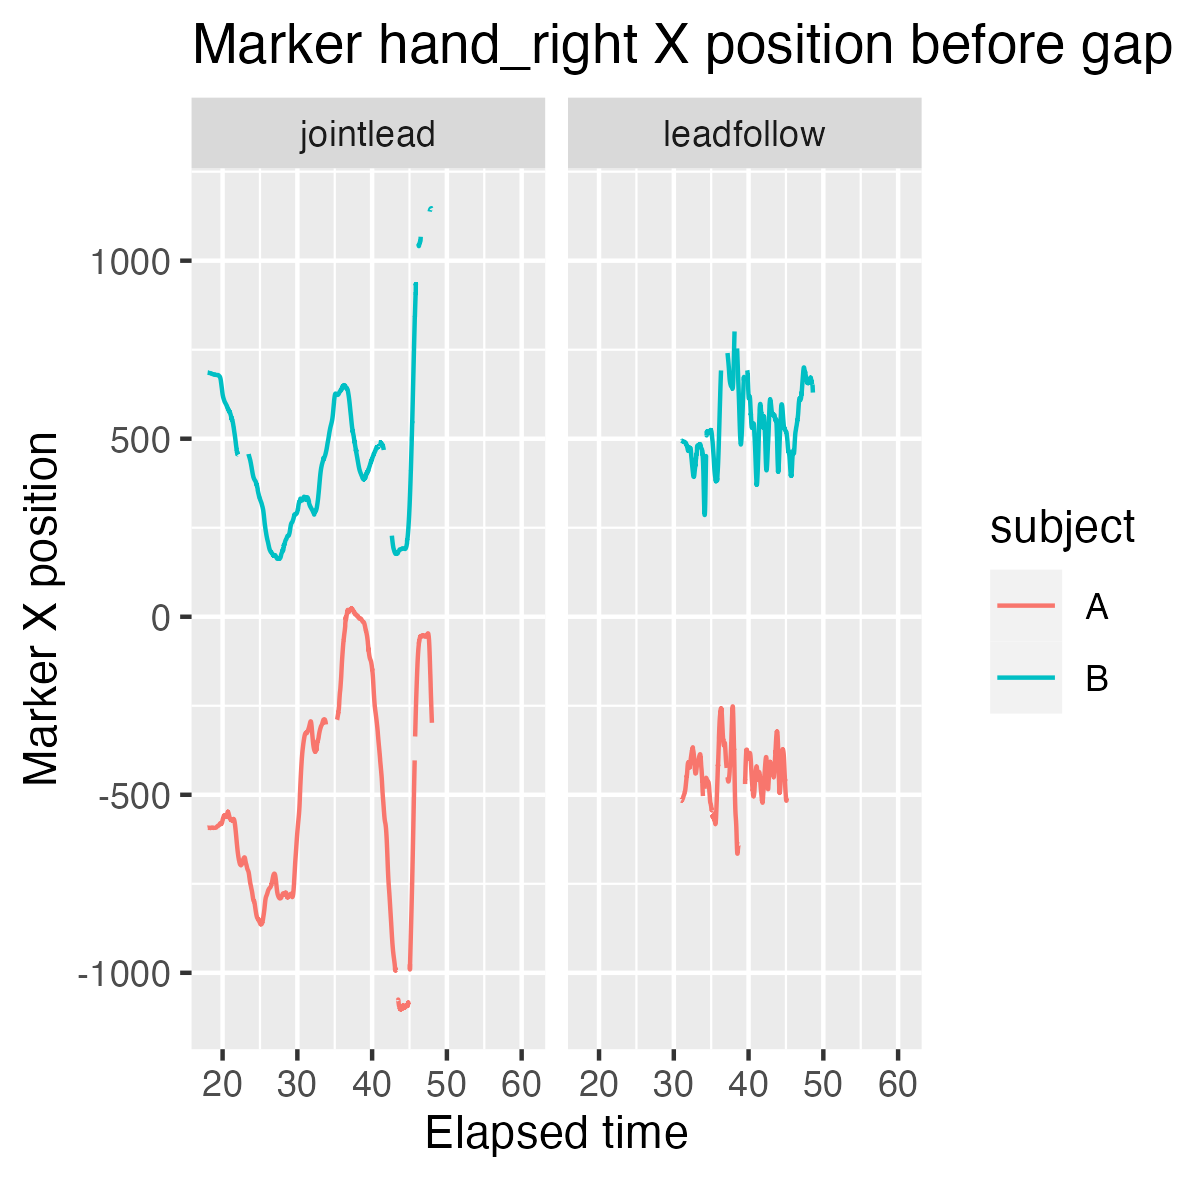 Marker hand_right X position before gap
jointlead
leadfollow
Marker X position
1000
500
0
-500
-1000
20 30 40 50 60
20 30 40 50 60
Elapsed time
subject
A
B